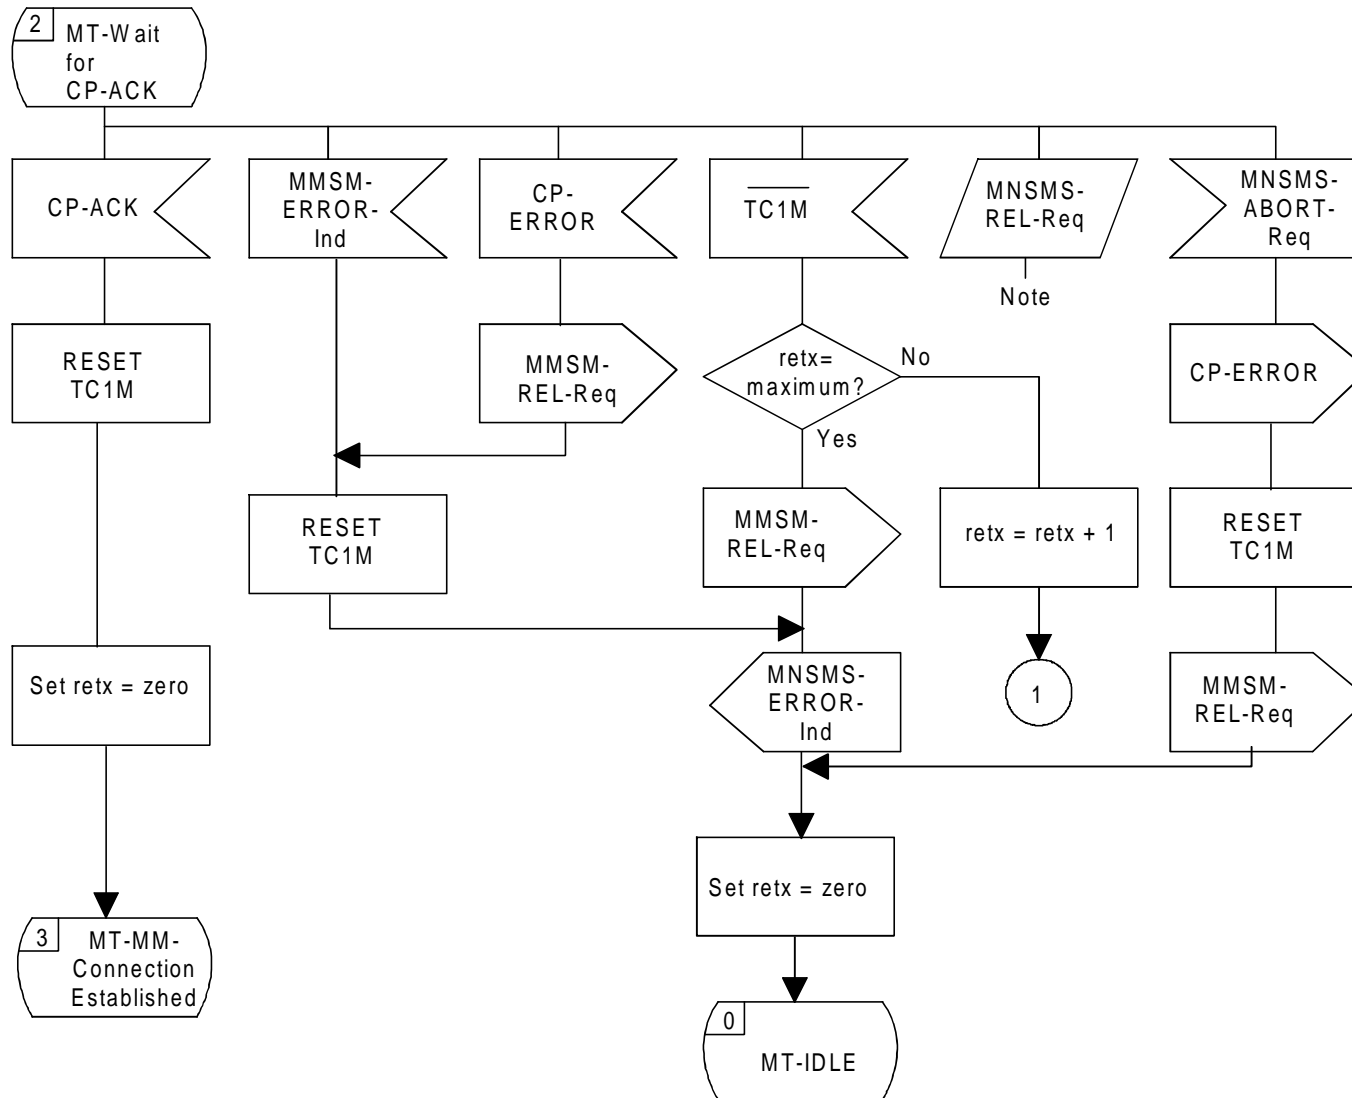 2
MT-Wait
for
CP-ACK
CP-ACK
MMSM-
ERROR-
Ind
CP-
ERROR
TC1M
MNSMS-
REL-Req
Note
MNSMS-
ABORT-
Req
RESET
TC1M
MMSM-
REL-Req
retx=
maximum?
No
Yes
CP-ERROR
RESET
TC1M
MMSM-
REL-Req
retx = retx + 1
RESET
TC1M
Set retx = zero
MNSMS-
ERROR-
Ind
1
MMSM-
REL-Req
Set retx = zero
3
MT-MM-
Connection
Established
0
MT-IDLE